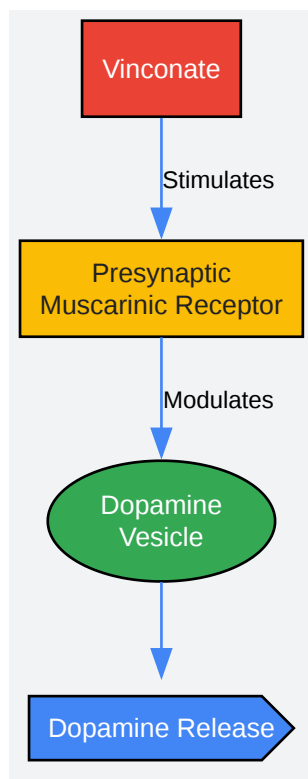 Vinconate
Stimulates
Presynaptic
Muscarinic Receptor
Modulates
Dopamine
Vesicle
Dopamine Release